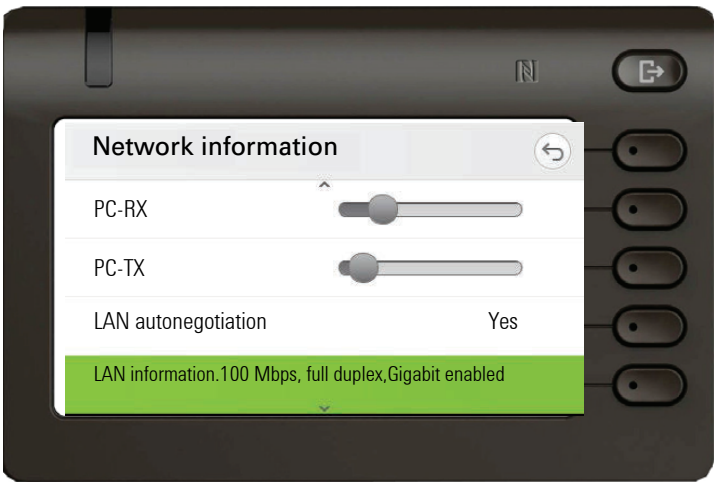 Network information
PC-RX
PC-TX
LAN autonegotiation Yes
LAN information.100 Mbps, full duplex,Gigabit enabled